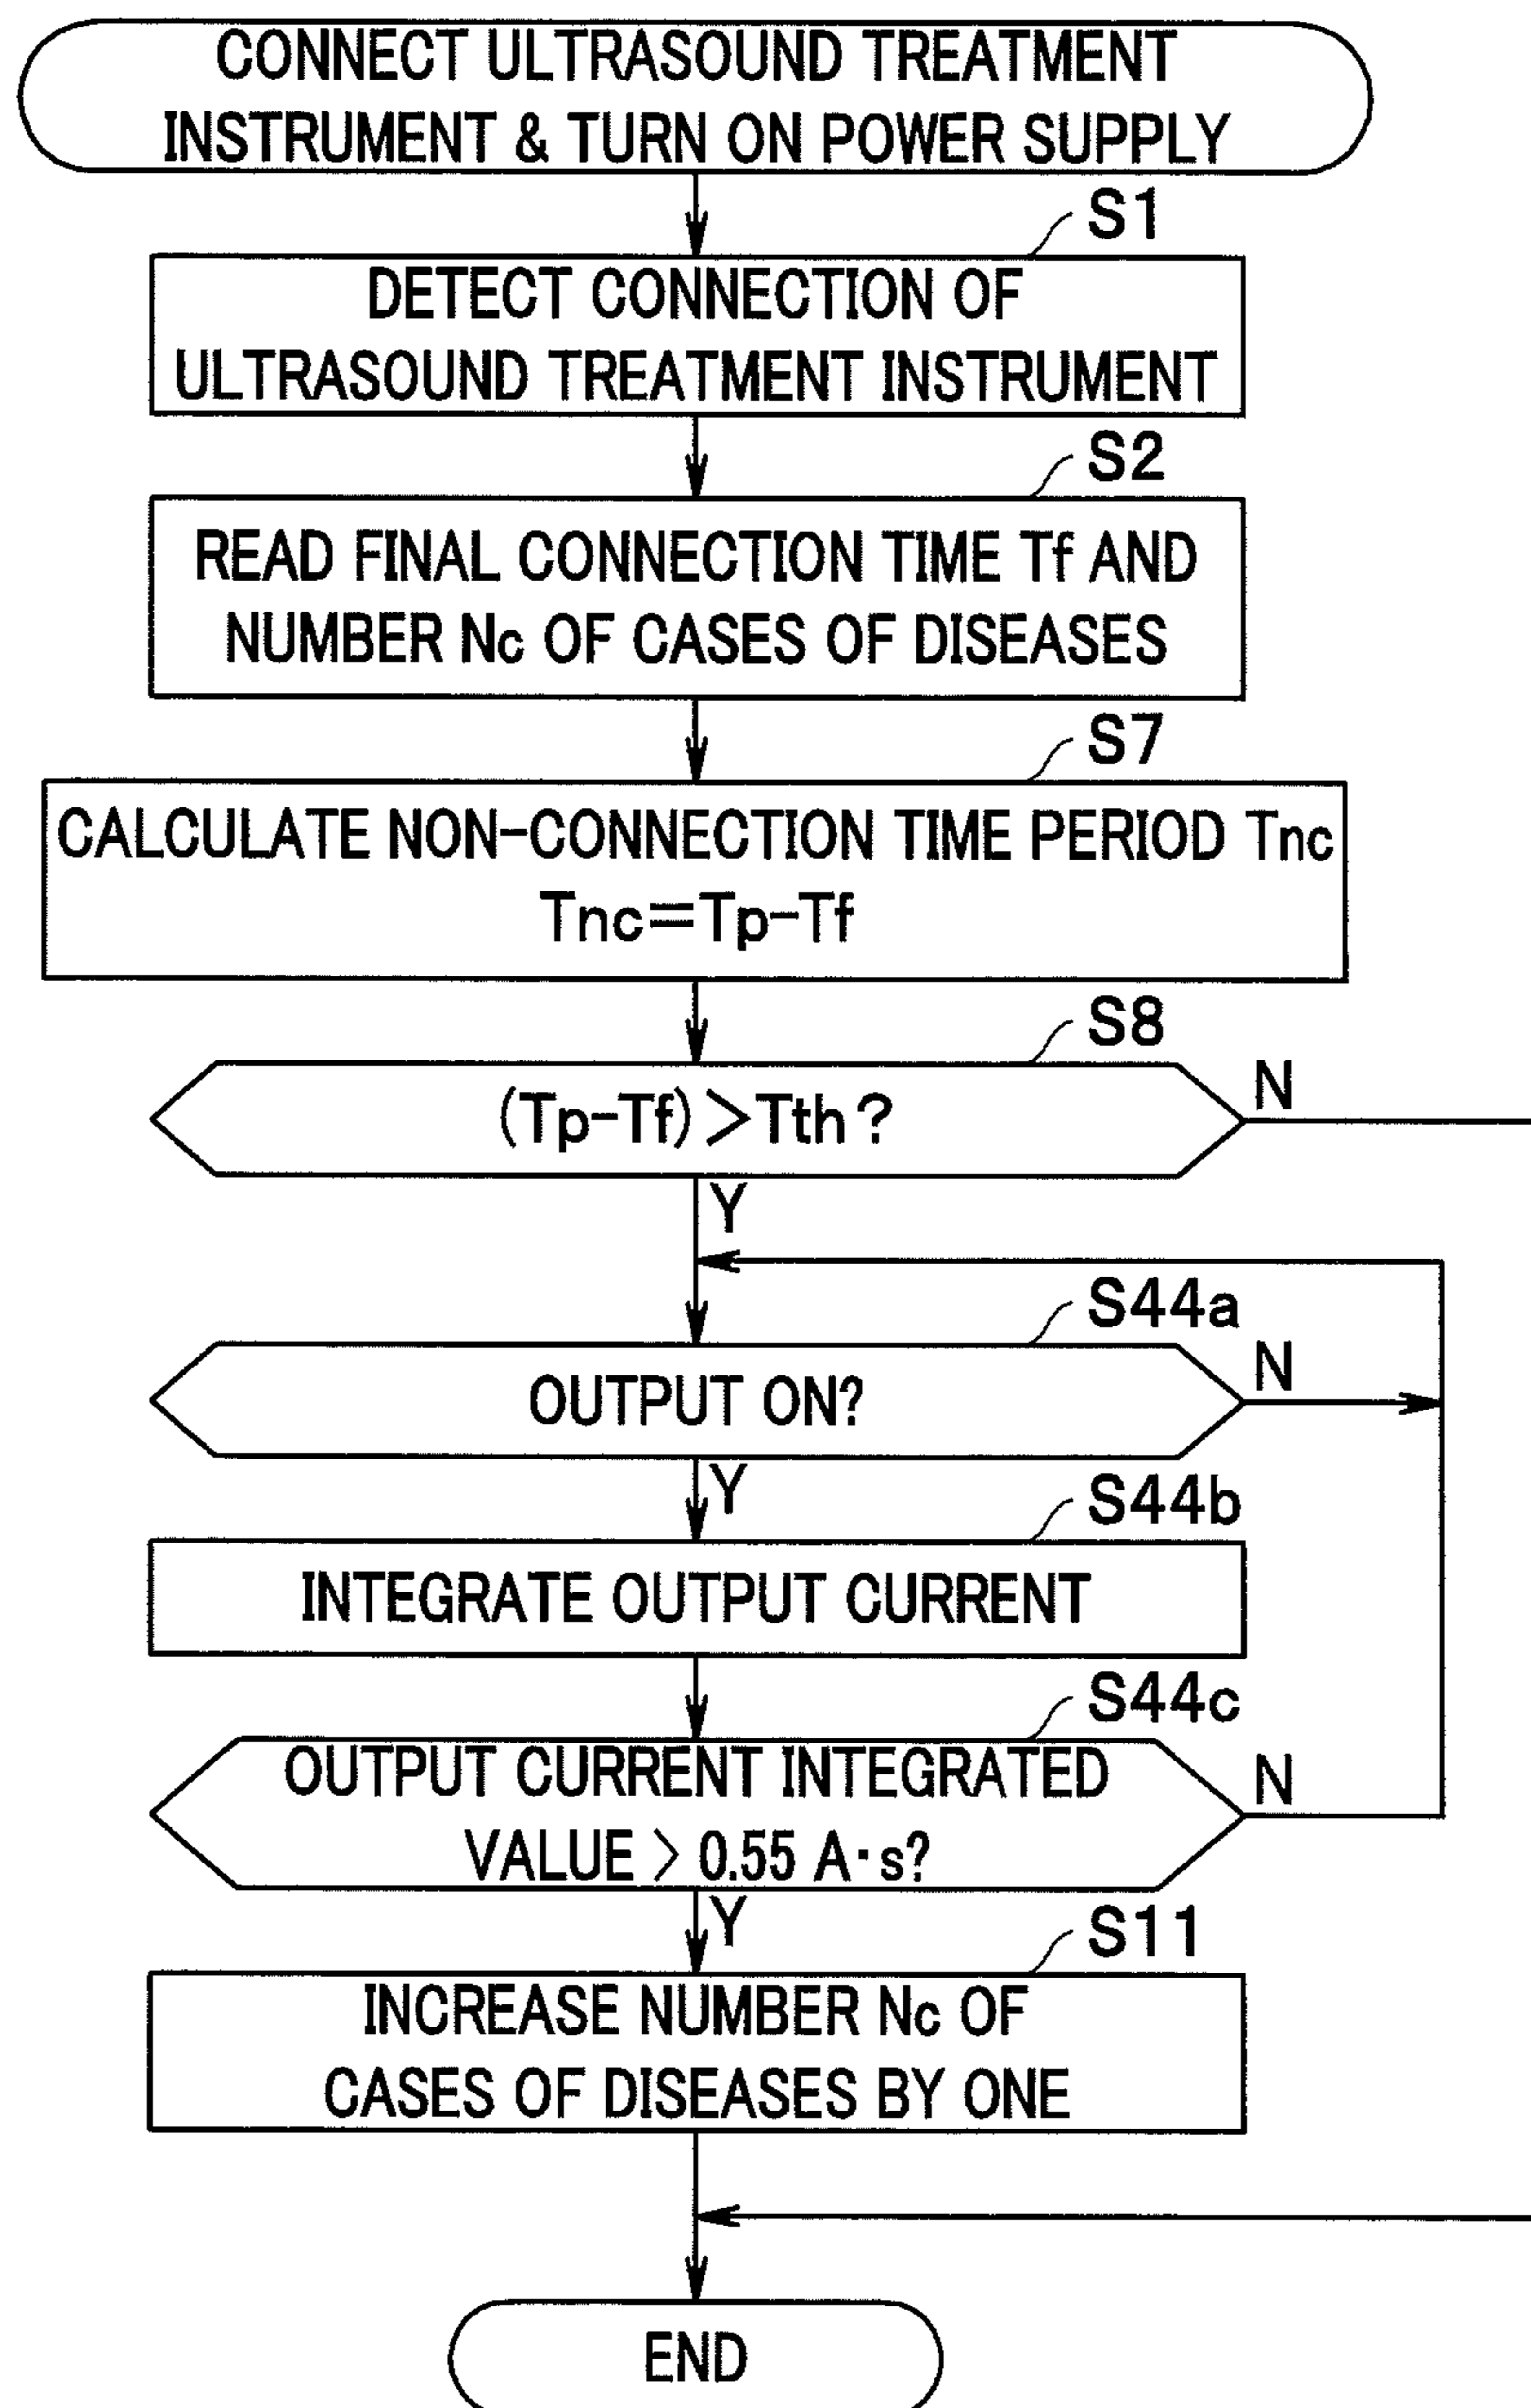 CONNECT ULTRASOUND TREATMENT
INSTRUMENT & TURN ON POWER SUPPLY
S1
DETECT CONNECTION OF
ULTRASOUND TREATMENT INSTRUMENT
S2
READ FINAL CONNECTION TIME Tf AND
NUMBER Nc OF CASES OF DISEASES
S7
CALCULATE NON-CONNECTION TIME PERIOD Tnc
Tnc=Tp-Tf
S8
(Tp-Tf)>Tth?
N
Y
S44a
OUTPUT ON?
N
Y
S44b
INTEGRATE OUTPUT CURRENT
S44c
OUTPUT CURRENT INTEGRATED
VALUE > 0.55 A·s?
N
Y
S11
INCREASE NUMBER Nc OF
CASES OF DISEASES BY ONE
END